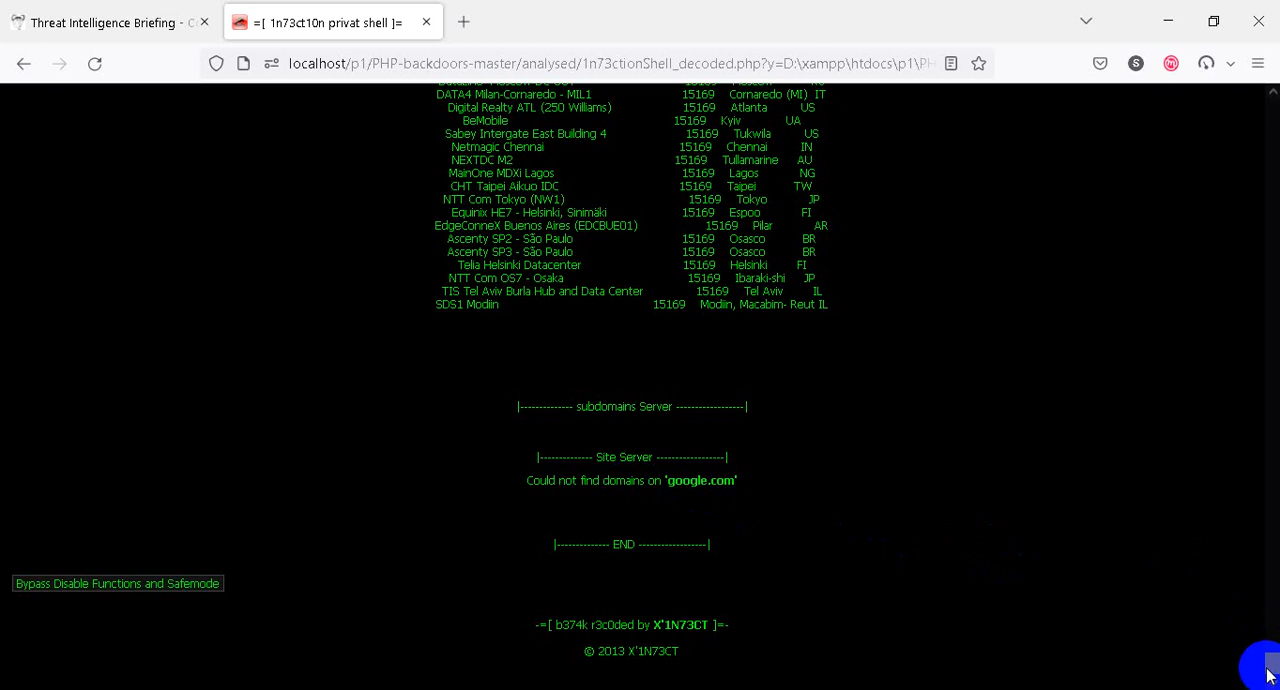 Threat Intelligence Briefing - C
=[ 1n73ct10n privat shell ]=
localhost/p1/PHP-backdoors-master/analysed/1n73ctionShell_decoded.php?y=D:\xampp\htdocs\p1\PH
DATA4 Milan-Cornaredo - MIL1 15169 Cornaredo (MI) IT
Digital Realty ATL (250 Williams) 15169 Atlanta US
BeMobile 15169 Kyiv UA
Sabey Intergate East Building 4 15169 Tukwila US
Netmagic Chennai 15169 Chennai IN
NEXTDC M2 15169 Tullamarine AU
MainOne MDXi Lagos 15169 Lagos NG
CHT Taipei Aikuo IDC 15169 Taipei TW
NTT Com Tokyo (NW1) 15169 Tokyo JP
Equinix HE7 - Helsinki, Sinimäki 15169 Espoo FI
EdgeConneX Buenos Aires (EDCBUE01) 15169 Pilar AR
Ascenty SP2 - São Paulo 15169 Osasco BR
Ascenty SP3 - São Paulo 15169 Osasco BR
Telia Helsinki Datacenter 15169 Helsinki FI
NTT Com OS7 - Osaka 15169 Ibaraki-shi JP
TIS Tel Aviv Burla Hub and Data Center 15169 Tel Aviv IL
SDS1 Modiin 15169 Modiin, Macabim- Reut IL
|-------------- subdomains Server -----------------|
|-------------- Site Server -----------------|
Could not find domains on 'google.com'
|-------------- END -----------------|
Bypass Disable Functions and Safemode
-=[ b374k r3c0ded by X'1N73CT ]=-
© 2013 X'1N73CT